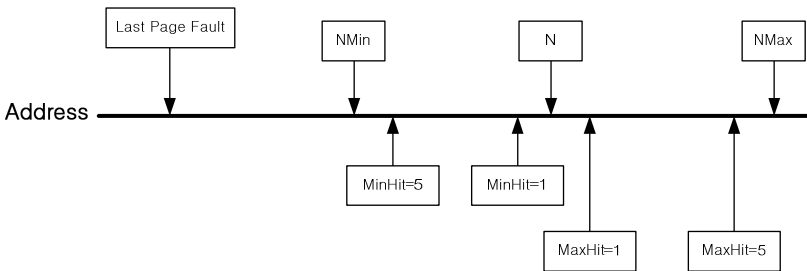 Last Page Fault
NMin
N
NMax
Address
MinHit=5
MinHit=1
MaxHit=1
MaxHit=5